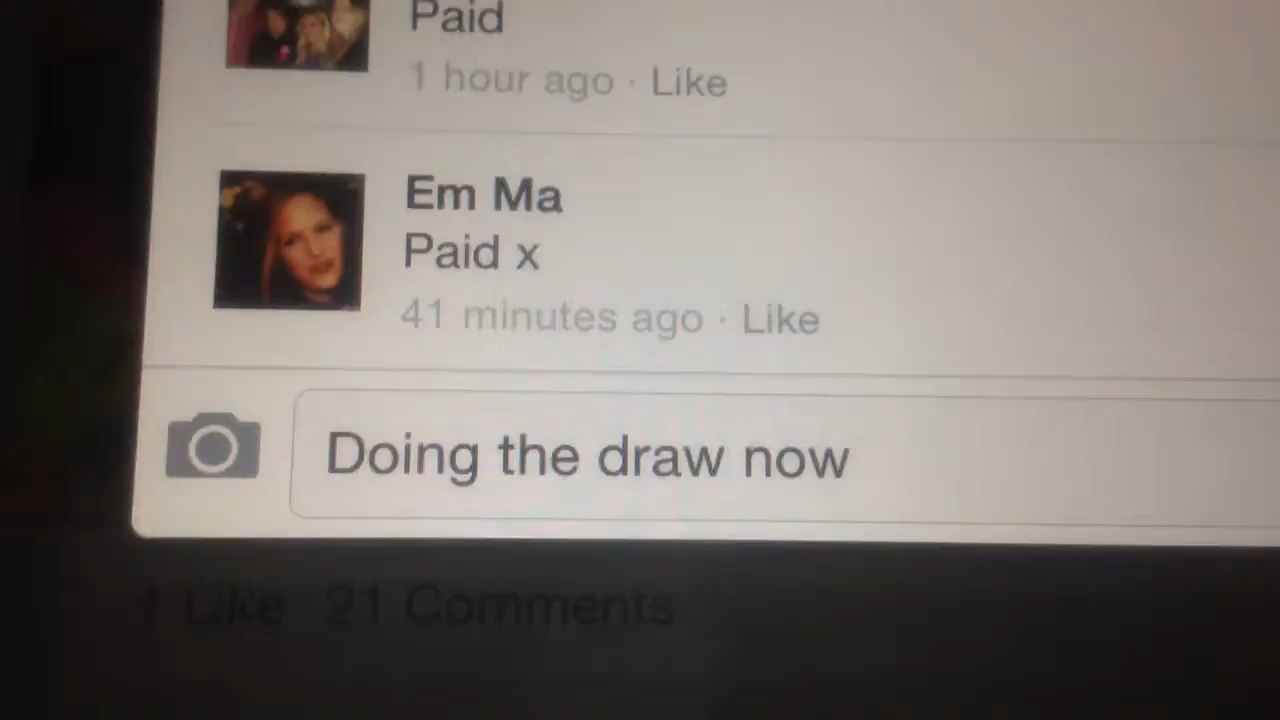 Paid
1 hour ago · Like
Em Ma
Paid x
41 minutes ago · Like
Doing the draw now
1 Like 21 Comments